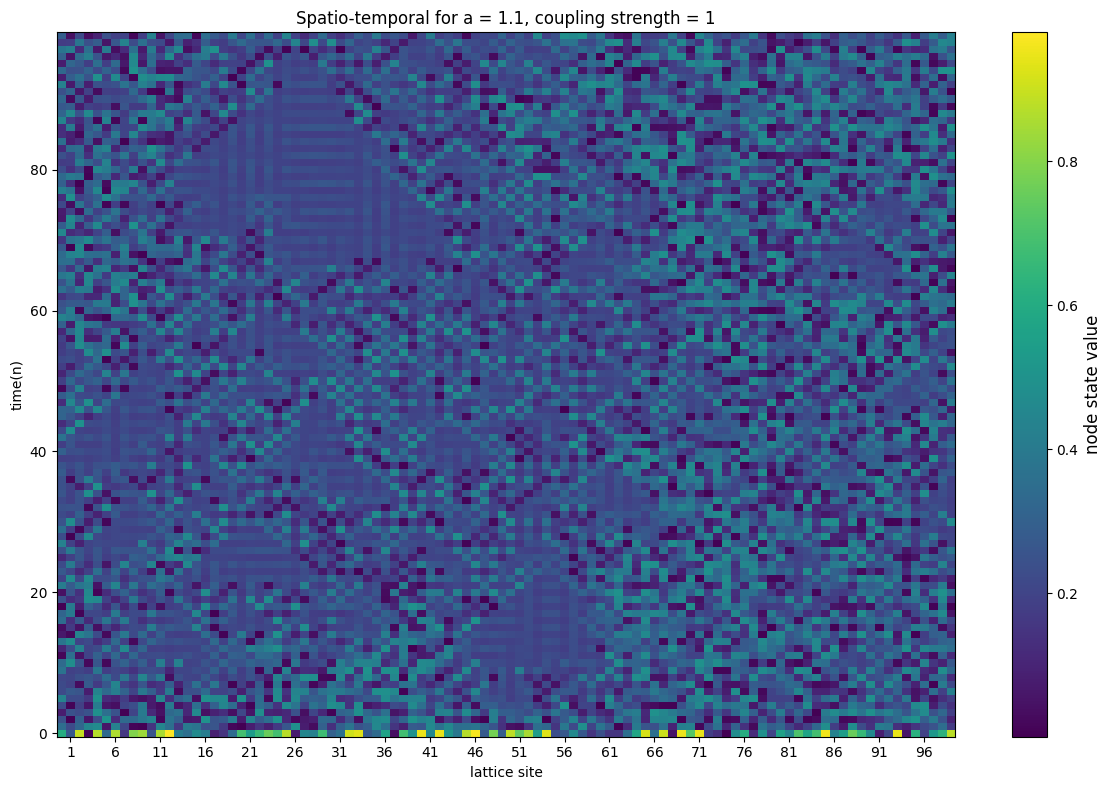 Spatio-temporal for a = 1.1, coupling strength = 1
time(n)
80
60
40
20
0
1 6 11 16 21 26 31 36 41 46 51 56 61 66 71 76 81 86 91 96
lattice site
0.8
0.6
0.4
0.2
node state value